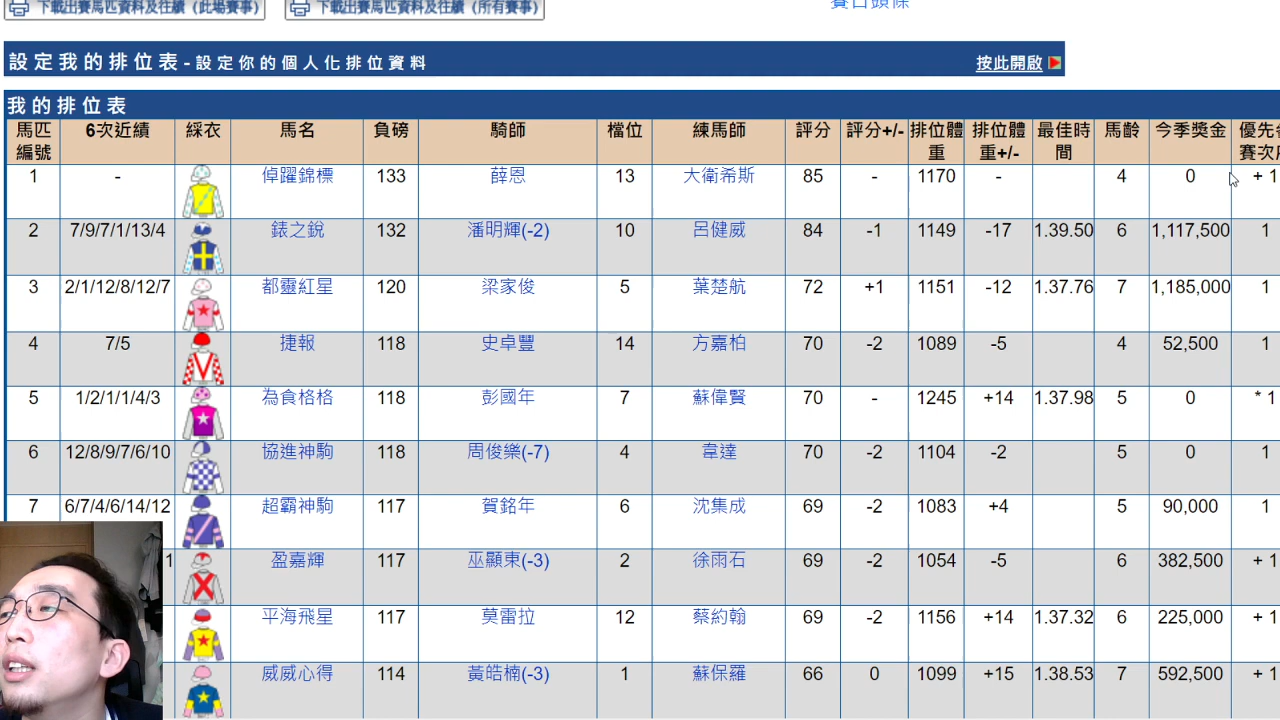 下載出賽馬匹資料及往績（此場賽事） 下載出賽馬匹資料及往績（所有賽事）
設定我的排位表-設定你的個人化排位資料 按此開啟
我的排位表
馬匹編號 6次近績 綵衣 馬名 負磅 騎師 檔位 練馬師 評分 評分+/- 排位體重 排位體重+/- 最佳時間 馬齡 今季獎金 優先 賽次
1 - 倬躍錦標 133 薛恩 13 大衛希斯 85 - 1170 - 4 0 + 1
2 7/9/7/1/13/4 錶之銳 132 潘明輝(-2) 10 呂健威 84 -1 1149 -17 1.39.50 6 1,117,500 1
3 2/1/12/8/12/7 都靈紅星 120 梁家俊 5 葉楚航 72 +1 1151 -12 1.37.76 7 1,185,000 1
4 7/5 捷報 118 史卓豐 14 方嘉柏 70 -2 1089 -5 4 52,500 1
5 1/2/1/1/4/3 為食格格 118 彭國年 7 蘇偉賢 70 - 1245 +14 1.37.98 5 0 * 1
6 12/8/9/7/6/10 協進神駒 118 周俊樂(-7) 4 韋達 70 -2 1104 -2 5 0 1
7 6/7/4/6/14/12 超霸神駒 117 賀銘年 6 沈集成 69 -2 1083 +4 5 90,000 1
1 盈嘉輝 117 巫顯東(-3) 2 徐雨石 69 -2 1054 -5 6 382,500 + 1
平海飛星 117 莫雷拉 12 蔡約翰 69 -2 1156 +14 1.37.32 6 225,000 + 1
威威心得 114 黃皓楠(-3) 1 蘇保羅 66 0 1099 +15 1.38.53 7 592,500 + 1